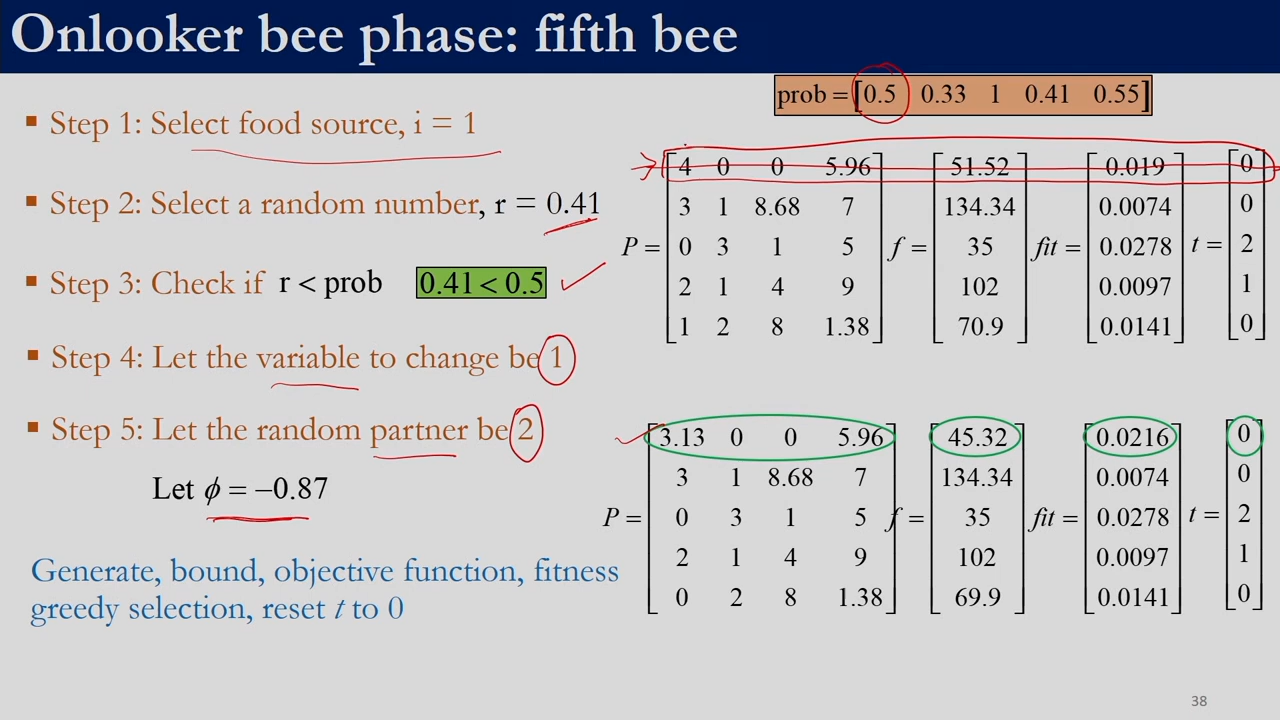 Onlooker bee phase: fifth bee
prob = [0.5 0.33 1 0.41 0.55]
▪ Step 1: Select food source, i = 1
▪ Step 2: Select a random number, r = 0.41
▪ Step 3: Check if r < prob 0.41 < 0.5
▪ Step 4: Let the variable to change be 1
▪ Step 5: Let the random partner be 2
Let ϕ = −0.87
Generate, bound, objective function, fitness
greedy selection, reset t to 0
4 0 0 5.96 51.52 0.019 0
3 1 8.68 7 134.34 0.0074 0
P = 0 3 1 5 f = 35 fit = 0.0278 t = 2
2 1 4 9 102 0.0097 1
1 2 8 1.38 70.9 0.0141 0
3.13 0 0 5.96 45.32 0.0216 0
3 1 8.68 7 134.34 0.0074 0
P = 0 3 1 5 f = 35 fit = 0.0278 t = 2
2 1 4 9 102 0.0097 1
0 2 8 1.38 69.9 0.0141 0
38